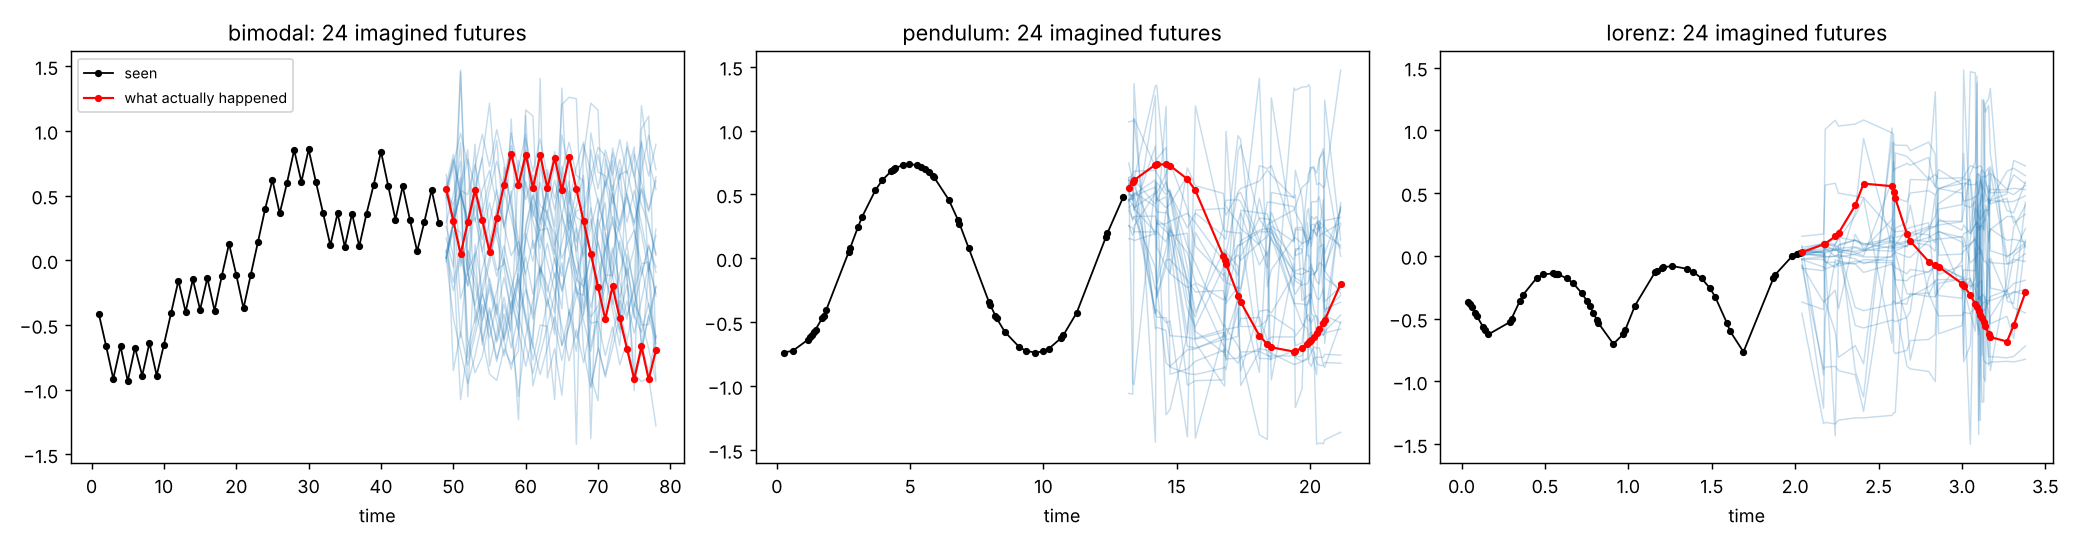 bimodal: 24 imagined futures
seen
what actually happened
1.5
1.0
0.5
0.0
−0.5
−1.0
−1.5
0 10 20 30 40 50 60 70 80
time
pendulum: 24 imagined futures
1.5
1.0
0.5
0.0
−0.5
−1.0
−1.5
0 5 10 15 20
time
lorenz: 24 imagined futures
1.5
1.0
0.5
0.0
−0.5
−1.0
−1.5
0.0 0.5 1.0 1.5 2.0 2.5 3.0 3.5
time